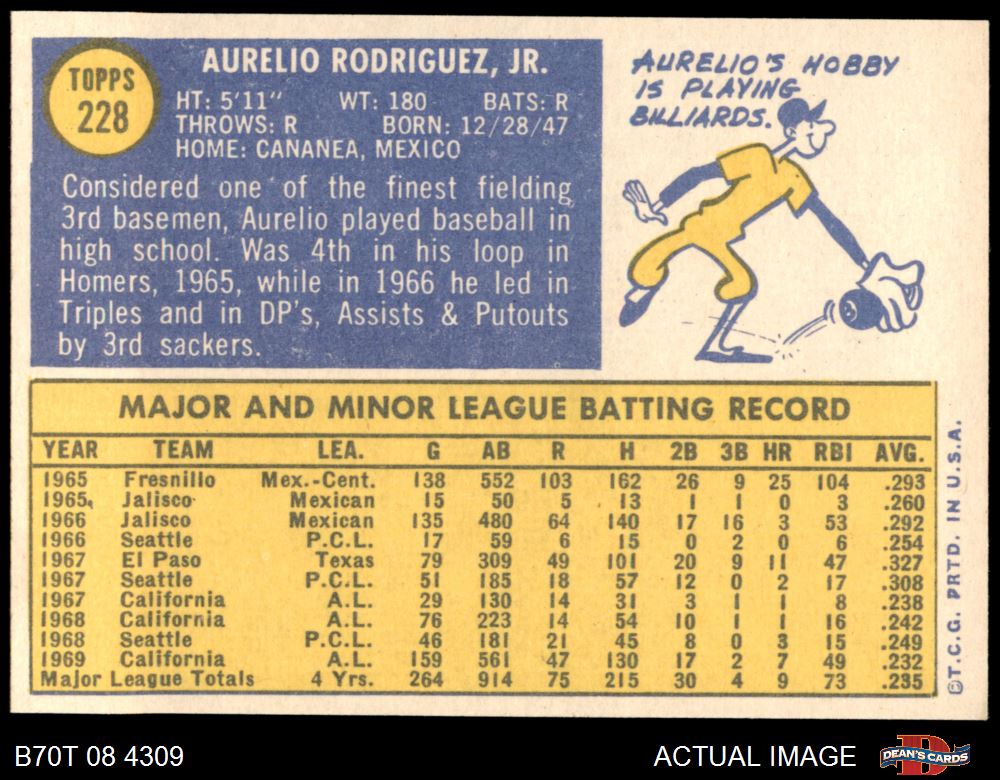 TOPPS
228
AURELIO RODRIGUEZ, JR.
HT: 5'11" WT: 180 BATS: R
THROWS: R BORN: 12/28/47
HOME: CANANEA, MEXICO
Considered one of the finest fielding
3rd basemen, Aurelio played baseball in
high school. Was 4th in his loop in
Homers, 1965, while in 1966 he led in
Triples and in DP's, Assists & Putouts
by 3rd sackers.
AURELIO'S HOBBY
IS PLAYING
BILLIARDS.
MAJOR AND MINOR LEAGUE BATTING RECORD
YEAR TEAM LEA. G AB R H 2B 3B HR RBI AVG.
1965 Fresnillo Mex.-Cent. 138 552 103 162 26 9 25 104 .293
1965 Jalisco Mexican 15 50 5 13 1 1 0 3 .260
1966 Jalisco Mexican 135 480 64 140 17 16 3 53 .292
1966 Seattle P.C.L. 17 59 6 15 0 2 0 6 .254
1967 El Paso Texas 79 309 49 101 20 9 11 47 .327
1967 Seattle P.C.L. 51 185 18 57 12 0 2 17 .308
1967 California A.L. 29 130 14 31 3 1 1 8 .238
1968 California A.L. 76 223 14 54 10 1 1 16 .242
1968 Seattle P.C.L. 46 181 21 45 8 0 3 15 .249
1969 California A.L. 159 561 47 130 17 2 7 49 .232
Major League Totals 4 Yrs. 264 914 75 215 30 4 9 73 .235
©T.C.G. PRTD. IN U.S.A.
B70T 08 4309
ACTUAL IMAGE
DEAN'S CARDS